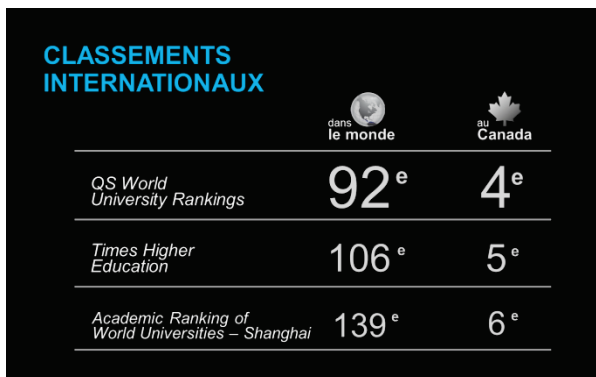 CLASSEMENTS
INTERNATIONAUX
dans
le monde
au
Canada
QS World
University Rankings
92e
4e
Times Higher
Education
106 e
5 e
Academic Ranking of
World Universities – Shanghai
139 e
6 e